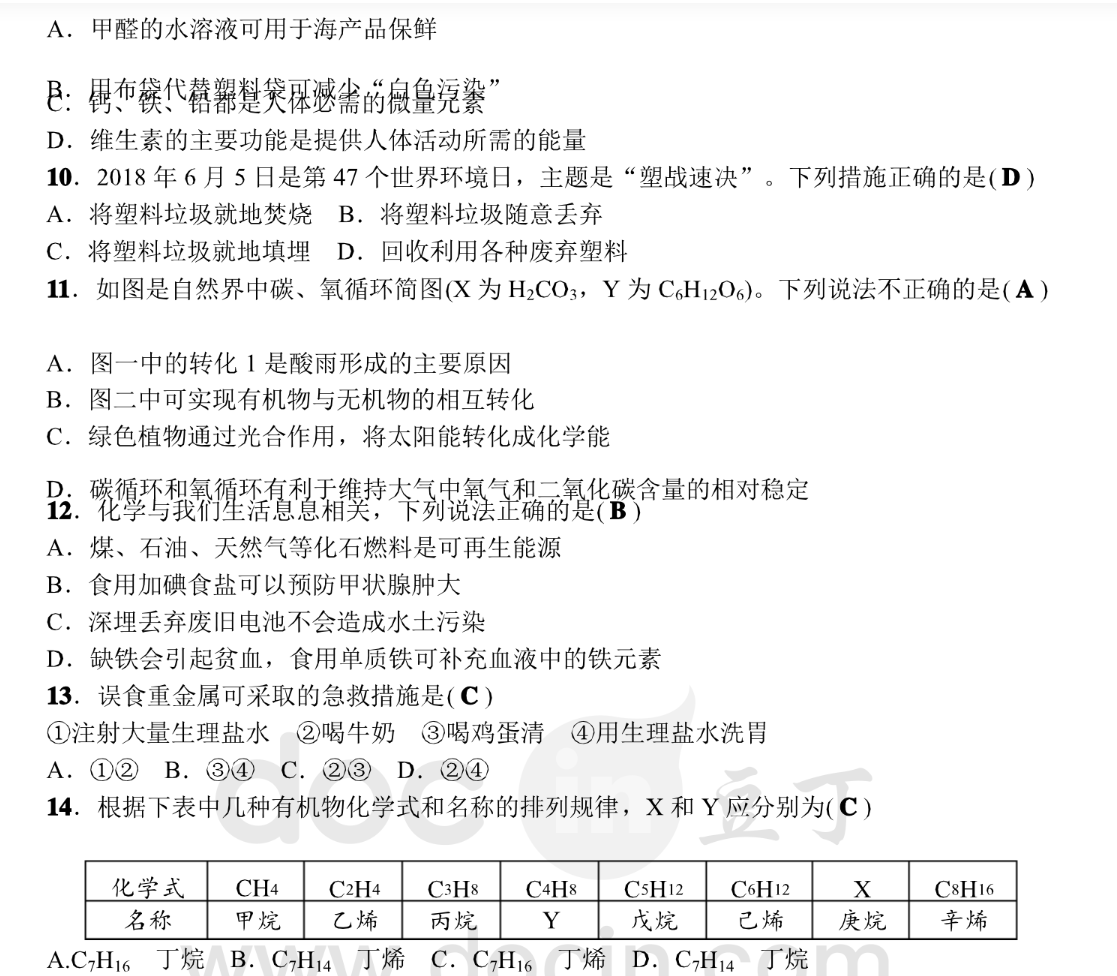 A．甲醛的水溶液可用于海产品保鲜
B．用布袋代替塑料袋可减少“白色污染”
C．钙、铁、铅都是人体必需的微量元素
D．维生素的主要功能是提供人体活动所需的能量
10．2018 年 6 月 5 日是第 47 个世界环境日，主题是“塑战速决”。下列措施正确的是( D )
A．将塑料垃圾就地焚烧　B．将塑料垃圾随意丢弃
C．将塑料垃圾就地填埋　D．回收利用各种废弃塑料
11．如图是自然界中碳、氧循环简图(X 为 H₂CO₃，Y 为 C₆H₁₂O₆)。下列说法不正确的是( A )
A．图一中的转化 1 是酸雨形成的主要原因
B．图二中可实现有机物与无机物的相互转化
C．绿色植物通过光合作用，将太阳能转化成化学能
D．碳循环和氧循环有利于维持大气中氧气和二氧化碳含量的相对稳定
12．化学与我们生活息息相关，下列说法正确的是( B )
A．煤、石油、天然气等化石燃料是可再生能源
B．食用加碘食盐可以预防甲状腺肿大
C．深埋丢弃废旧电池不会造成水土污染
D．缺铁会引起贫血，食用单质铁可补充血液中的铁元素
13．误食重金属可采取的急救措施是( C )
①注射大量生理盐水　②喝牛奶　③喝鸡蛋清　④用生理盐水洗胃
A．①②　B．③④　C．②③　D．②④
14．根据下表中几种有机物化学式和名称的排列规律，X 和 Y 应分别为( C )
化学式 CH4 C2H4 C3H8 C4H8 C5H12 C6H12 X C8H16
名称 甲烷 乙烯 丙烷 Y 戊烷 己烯 庚烷 辛烯
A.C₇H₁₆　丁烷　B．C₇H₁₄　丁烯　C．C₇H₁₆　丁烯　D．C₇H₁₄　丁烷
docin 豆丁
www.docin.com